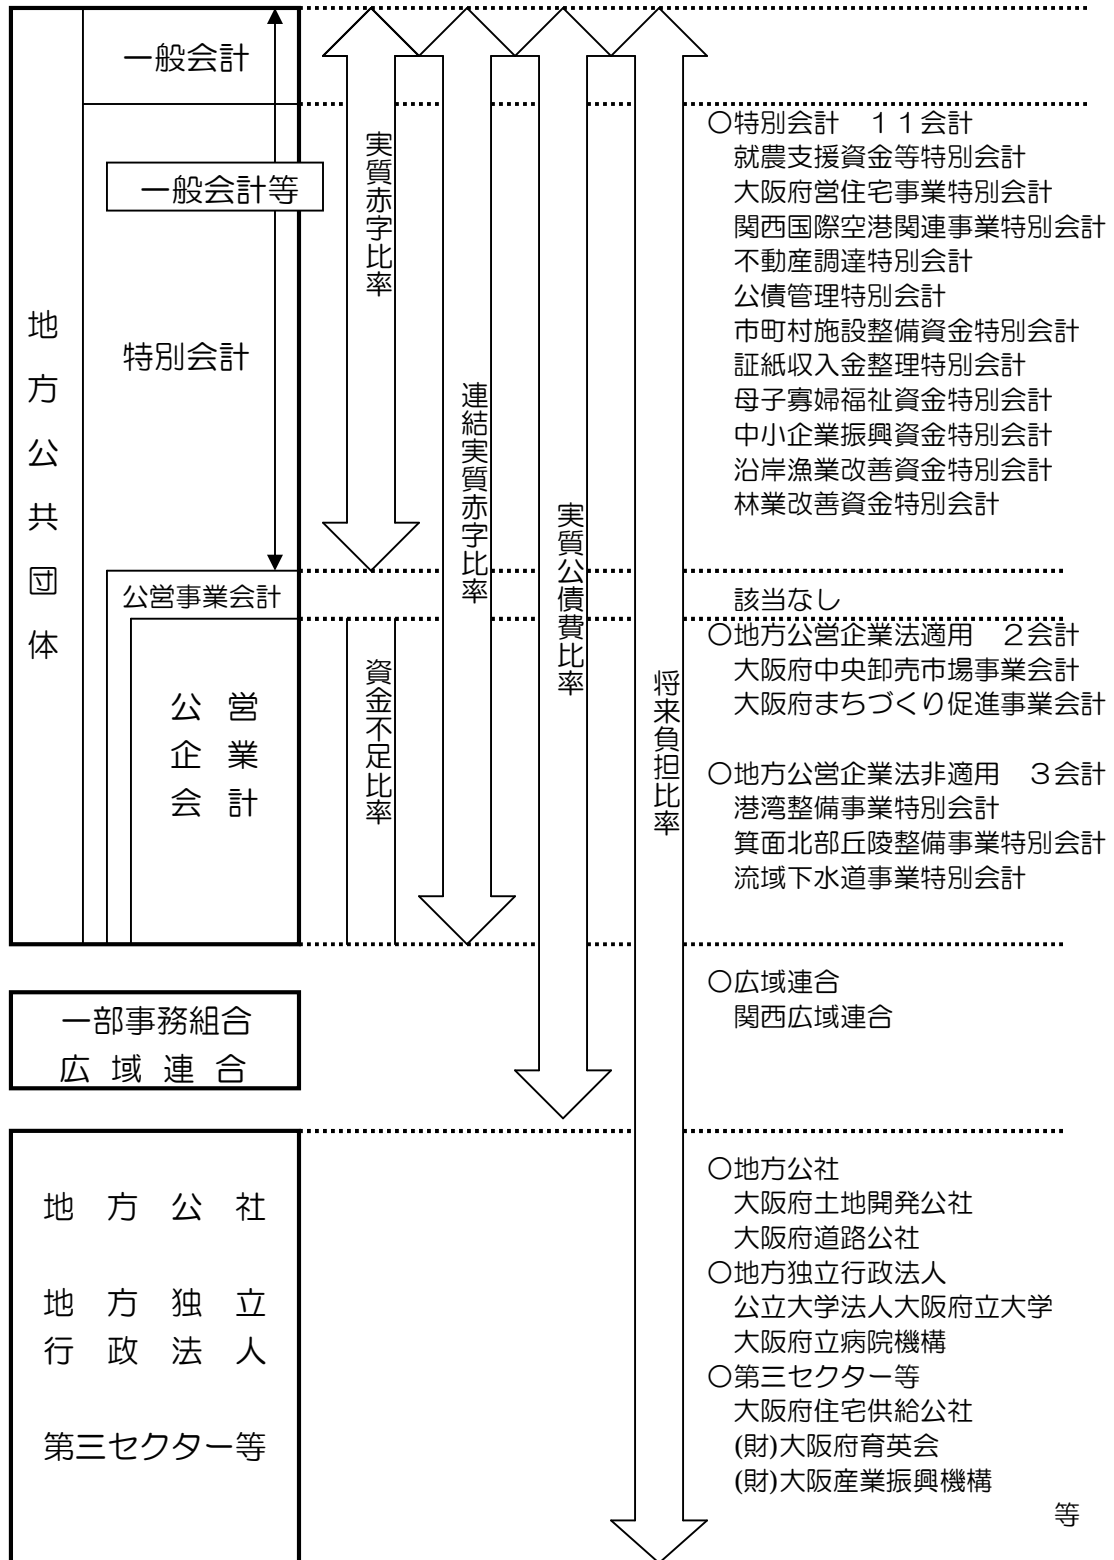 一般会計
一般会計等
特別会計
地方公共団体
公営事業会計
公営
企業
会計
実質赤字比率
資金不足比率
連結実質赤字比率
実質公債費比率
将来負担比率
○特別会計　１１会計
就農支援資金等特別会計
大阪府営住宅事業特別会計
関西国際空港関連事業特別会計
不動産調達特別会計
公債管理特別会計
市町村施設整備資金特別会計
証紙収入金整理特別会計
母子寡婦福祉資金特別会計
中小企業振興資金特別会計
沿岸漁業改善資金特別会計
林業改善資金特別会計
該当なし
○地方公営企業法適用　２会計
大阪府中央卸売市場事業会計
大阪府まちづくり促進事業会計
○地方公営企業法非適用　３会計
港湾整備事業特別会計
箕面北部丘陵整備事業特別会計
流域下水道事業特別会計
一部事務組合
広域連合
○広域連合
関西広域連合
地方公社
地方独立
行政法人
第三セクター等
○地方公社
大阪府土地開発公社
大阪府道路公社
○地方独立行政法人
公立大学法人大阪府立大学
大阪府立病院機構
○第三セクター等
大阪府住宅供給公社
(財)大阪府育英会
(財)大阪産業振興機構
等